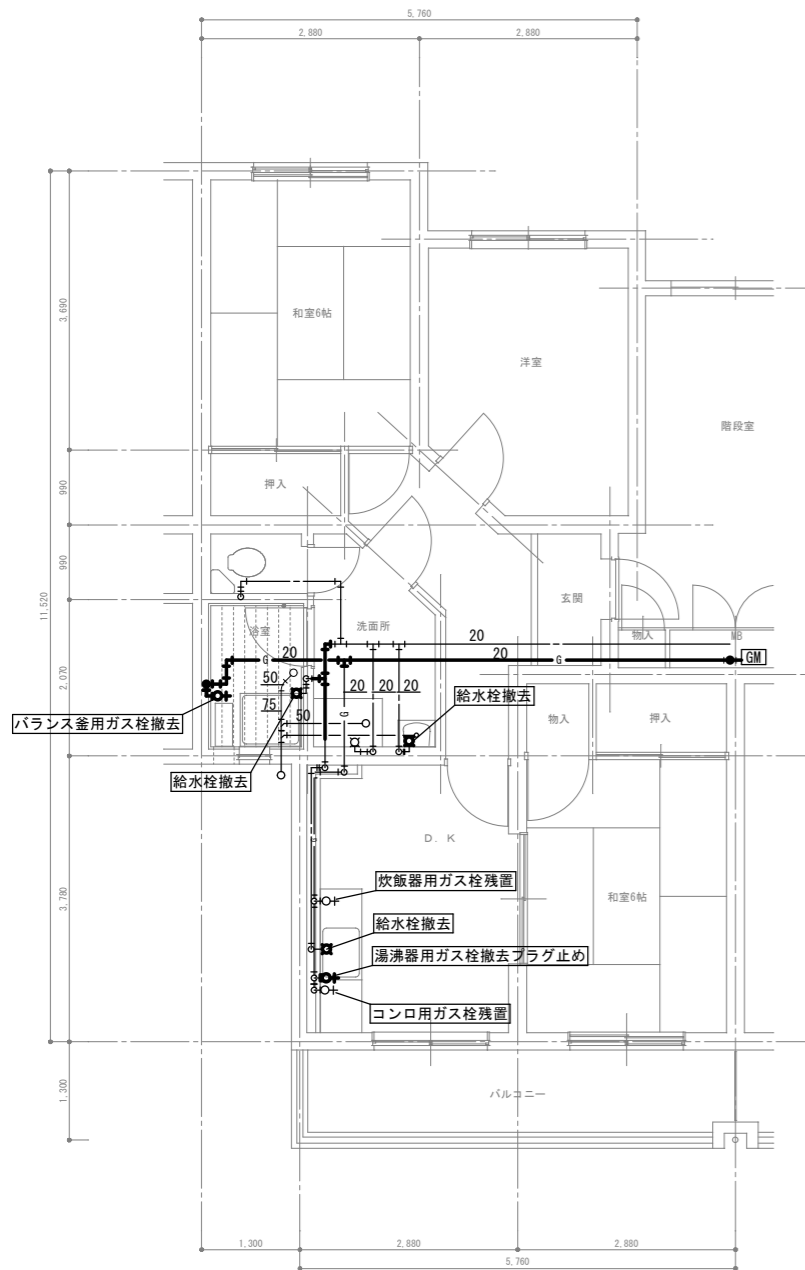 5,760
2,880
2,880
3,690
990
990
11,520
2,070
3,780
1,300
和室6帖
洋室
階段室
押入
玄関
浴室
洗面所
物入
MB
20
20
20
G
G
GM
50
20
20
20
75
50
G
給水栓撤去
物入
押入
バランス釜用ガス栓撤去
給水栓撤去
D. K
G
炊飯器用ガス栓残置
和室6帖
給水栓撤去
湯沸器用ガス栓撤去プラグ止め
コンロ用ガス栓残置
バルコニー
1,300
2,880
2,880
5,760